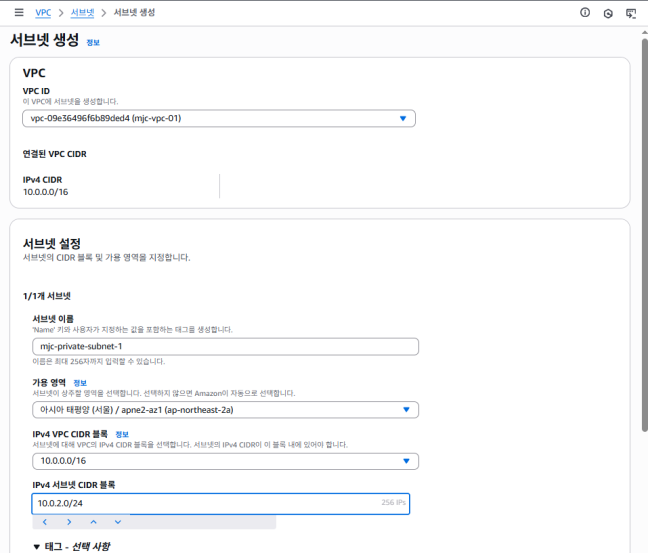 VPC > 서브넷 > 서브넷 생성
서브넷 생성 정보
VPC
VPC ID
이 VPC에 서브넷을 생성합니다.
vpc-09e36496f6b89ded4 (mjc-vpc-01)
연결된 VPC CIDR
IPv4 CIDR
10.0.0.0/16
서브넷 설정
서브넷의 CIDR 블록 및 가용 영역을 지정합니다.
1/1개 서브넷
서브넷 이름
'Name' 키와 사용자가 지정하는 값을 포함하는 태그를 생성합니다.
mjc-private-subnet-1
이름은 최대 256자까지 입력할 수 있습니다.
가용 영역 정보
서브넷이 상주할 영역을 선택합니다. 선택하지 않으면 Amazon이 자동으로 선택합니다.
아시아 태평양 (서울) / apne2-az1 (ap-northeast-2a)
IPv4 VPC CIDR 블록 정보
서브넷에 대해 VPC의 IPv4 CIDR 블록을 선택합니다. 서브넷의 IPv4 CIDR이 이 블록 내에 있어야 합니다.
10.0.0.0/16
IPv4 서브넷 CIDR 블록
10.0.2.0/24 256 IPs
태그 - 선택 사항